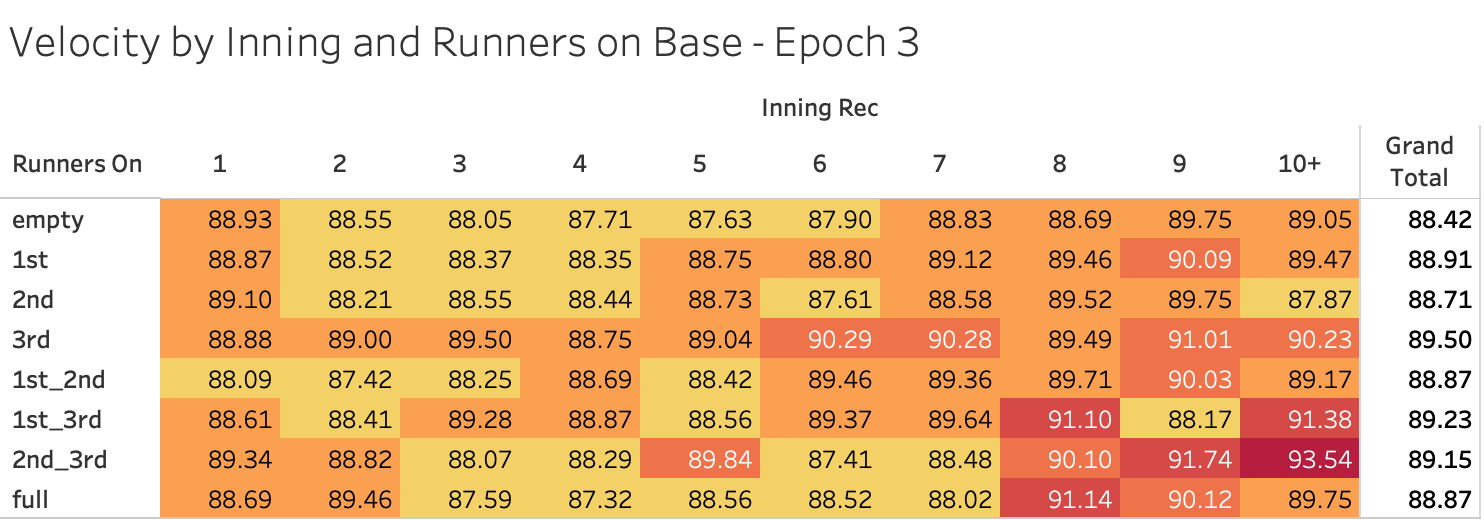 Velocity by Inning and Runners on Base - Epoch 3
Inning Rec
Runners On 1 2 3 4 5 6 7 8 9 10+ Grand Total
empty 88.93 88.55 88.05 87.71 87.63 87.90 88.83 88.69 89.75 89.05 88.42
1st 88.87 88.52 88.37 88.35 88.75 88.80 89.12 89.46 90.09 89.47 88.91
2nd 89.10 88.21 88.55 88.44 88.73 87.61 88.58 89.52 89.75 87.87 88.71
3rd 88.88 89.00 89.50 88.75 89.04 90.29 90.28 89.49 91.01 90.23 89.50
1st_2nd 88.09 87.42 88.25 88.69 88.42 89.46 89.36 89.71 90.03 89.17 88.87
1st_3rd 88.61 88.41 89.28 88.87 88.56 89.37 89.64 91.10 88.17 91.38 89.23
2nd_3rd 89.34 88.82 88.07 88.29 89.84 87.41 88.48 90.10 91.74 93.54 89.15
full 88.69 89.46 87.59 87.32 88.56 88.52 88.02 91.14 90.12 89.75 88.87